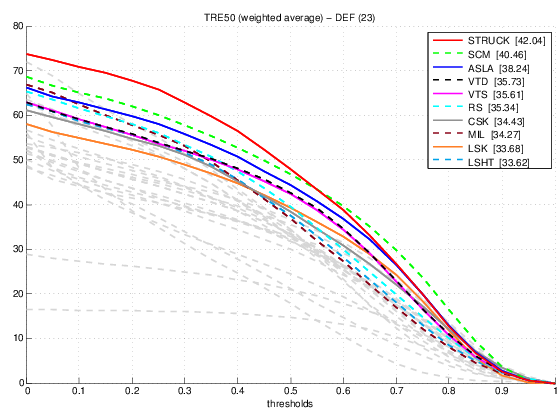 TRE50 (weighted average) – DEF (23)
80
70
60
50
40
30
20
10
0
0 0.1 0.2 0.3 0.4 0.5 0.6 0.7 0.8 0.9 1
thresholds
STRUCK [42.04]
SCM [40.46]
ASLA [38.24]
VTD [35.73]
VTS [35.61]
RS [35.34]
CSK [34.43]
MIL [34.27]
LSK [33.68]
LSHT [33.62]